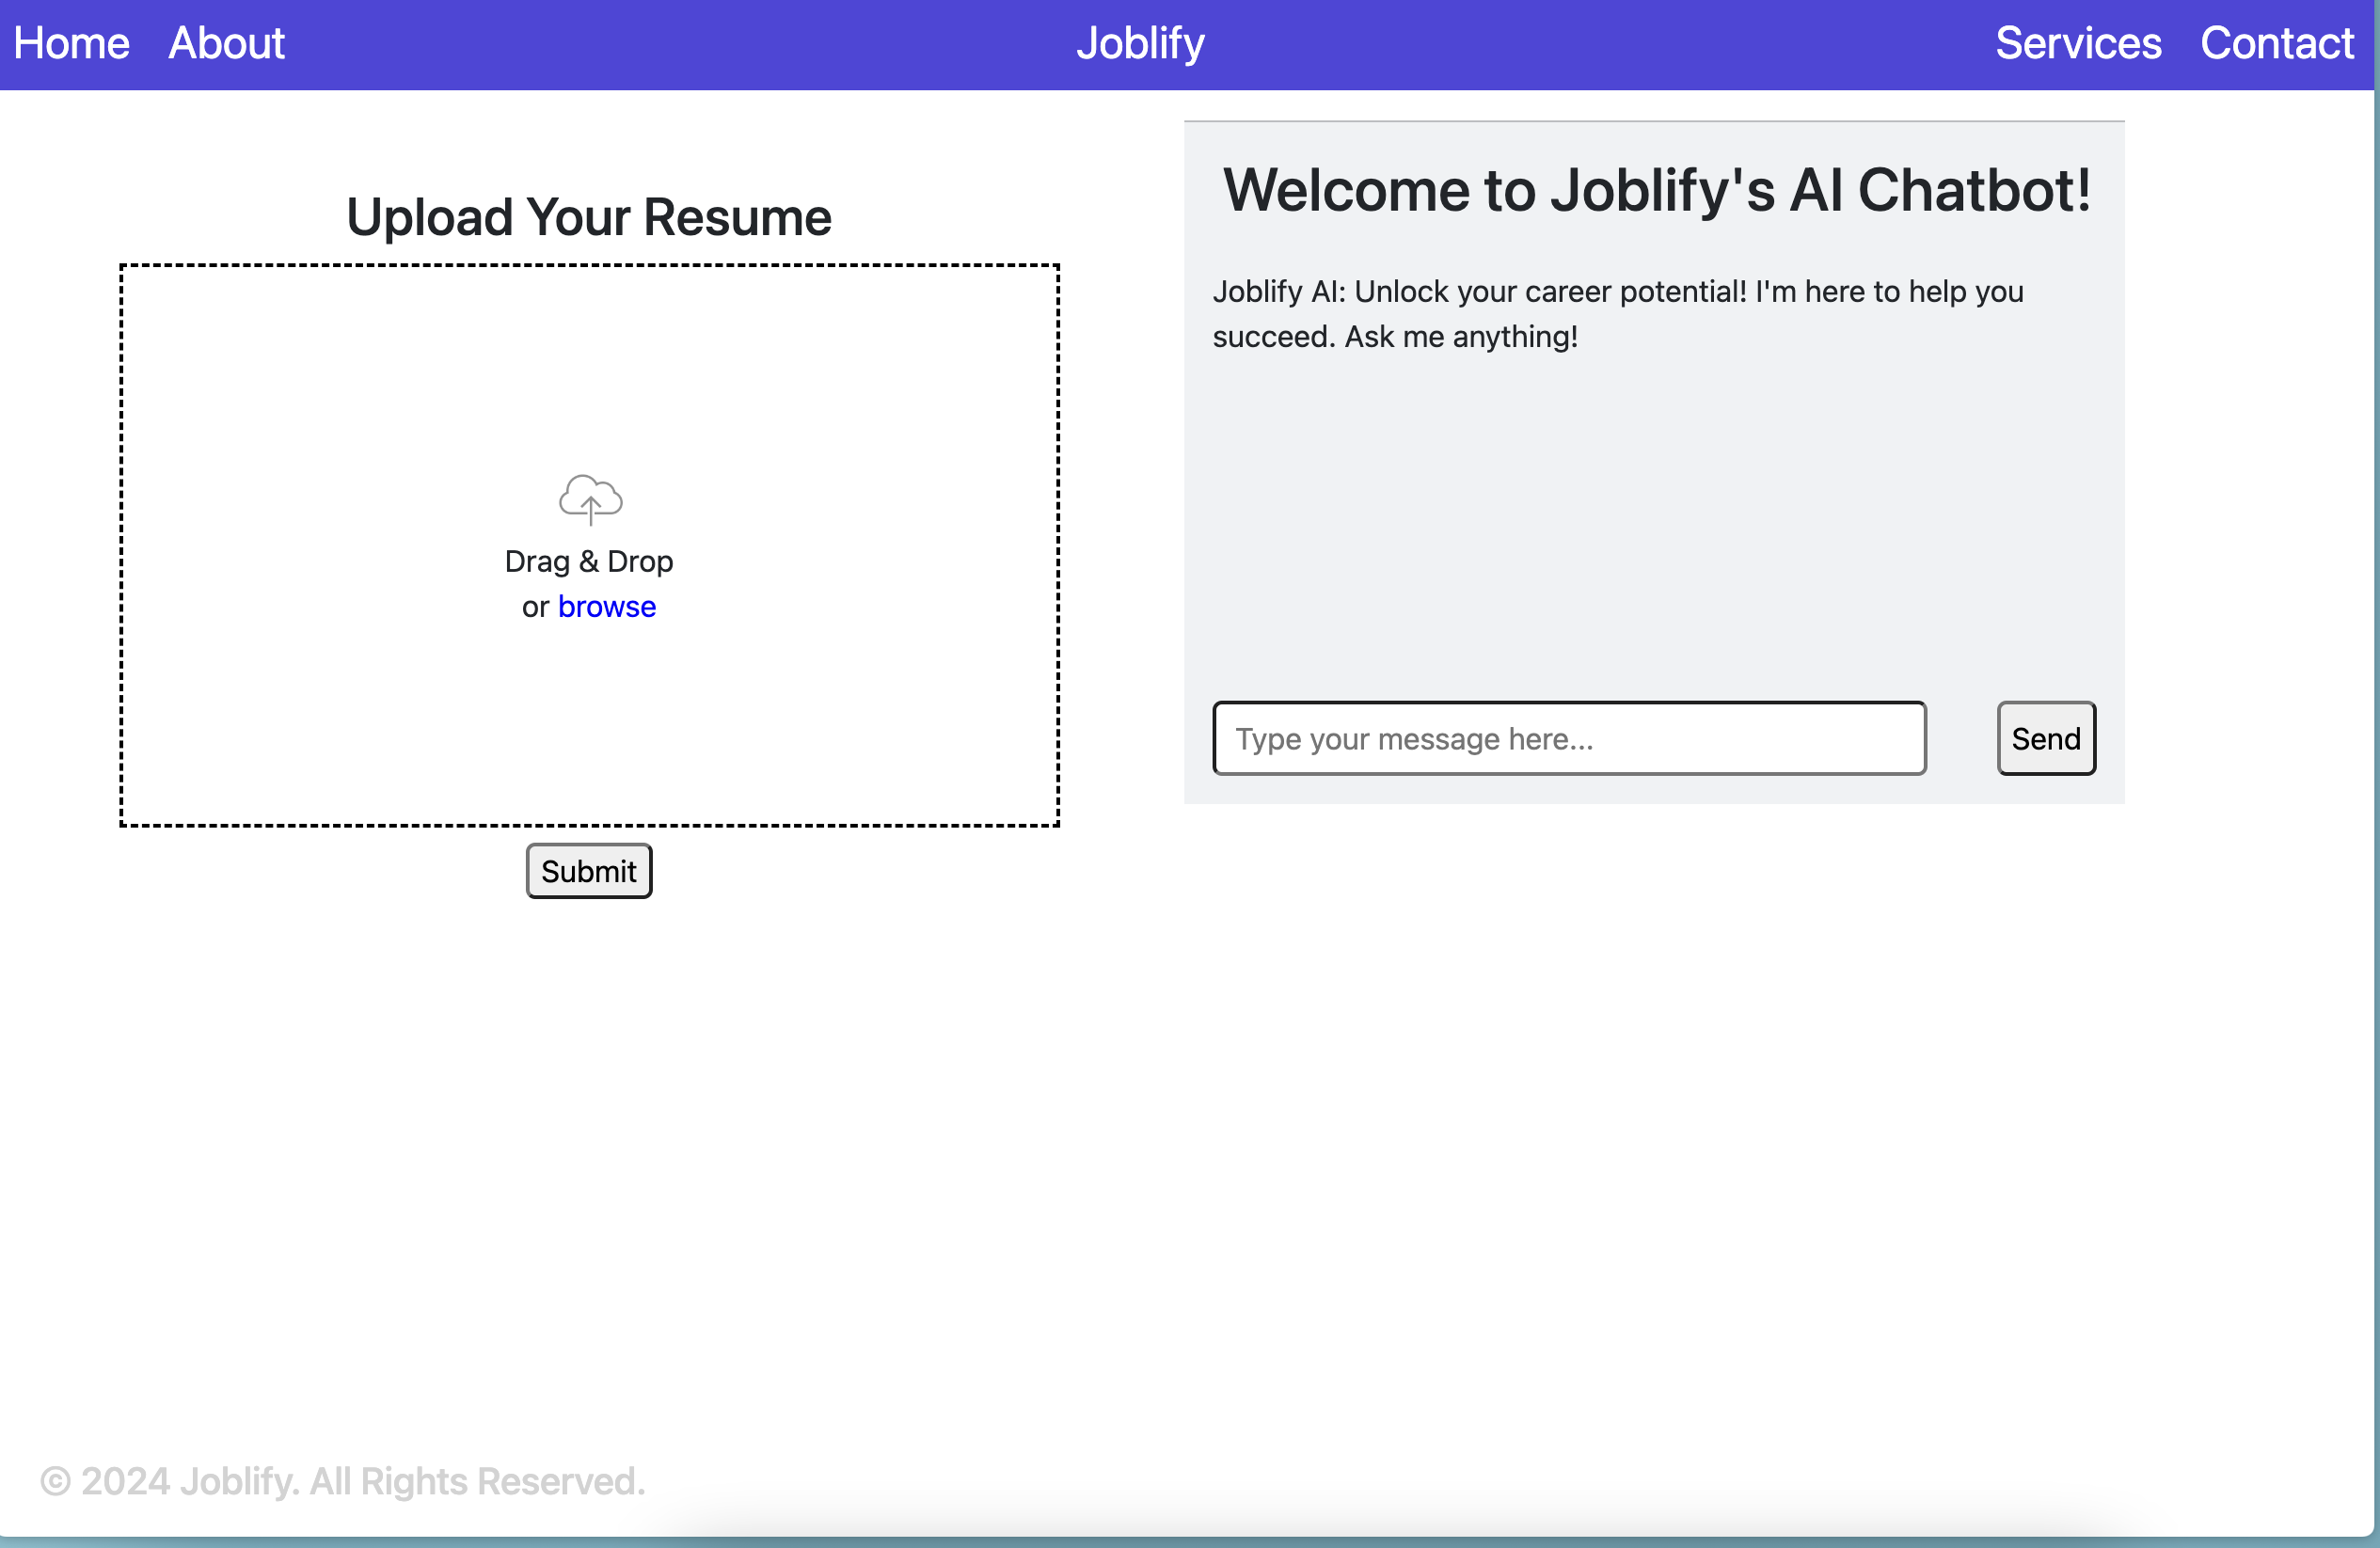 Home About Joblify Services Contact
Upload Your Resume
Drag & Drop
or browse
Submit
Welcome to Joblify's AI Chatbot!
Joblify AI: Unlock your career potential! I'm here to help you
succeed. Ask me anything!
Type your message here...
Send
© 2024 Joblify. All Rights Reserved.